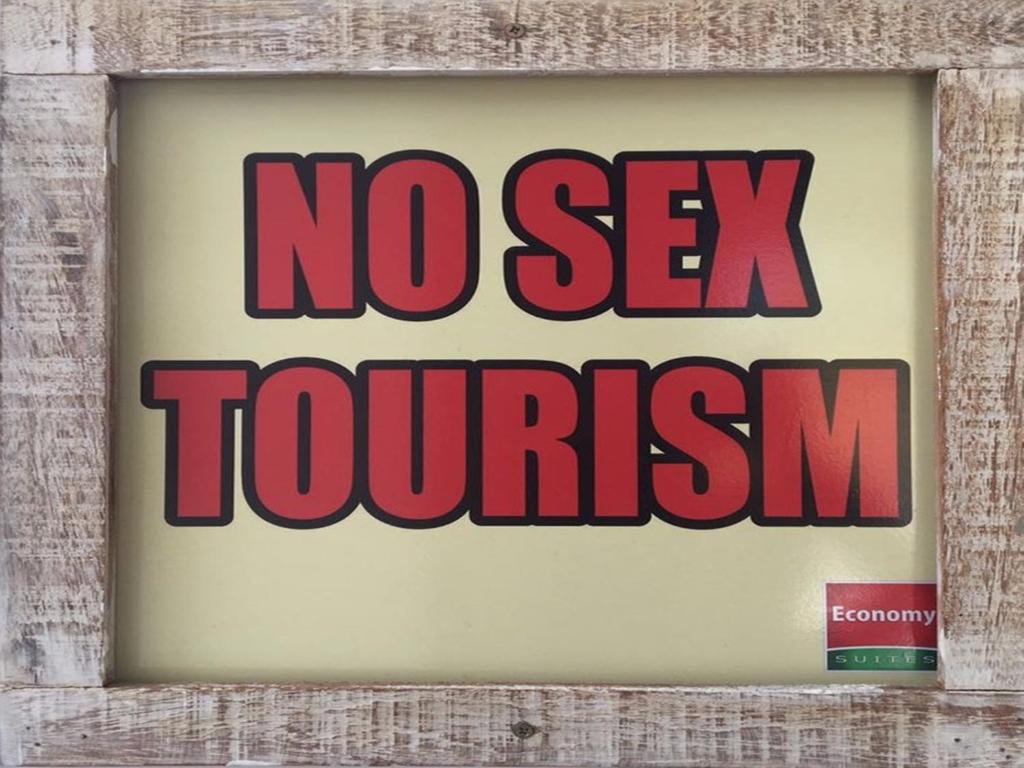 NO SEX
TOURISM
Economy
SUITES